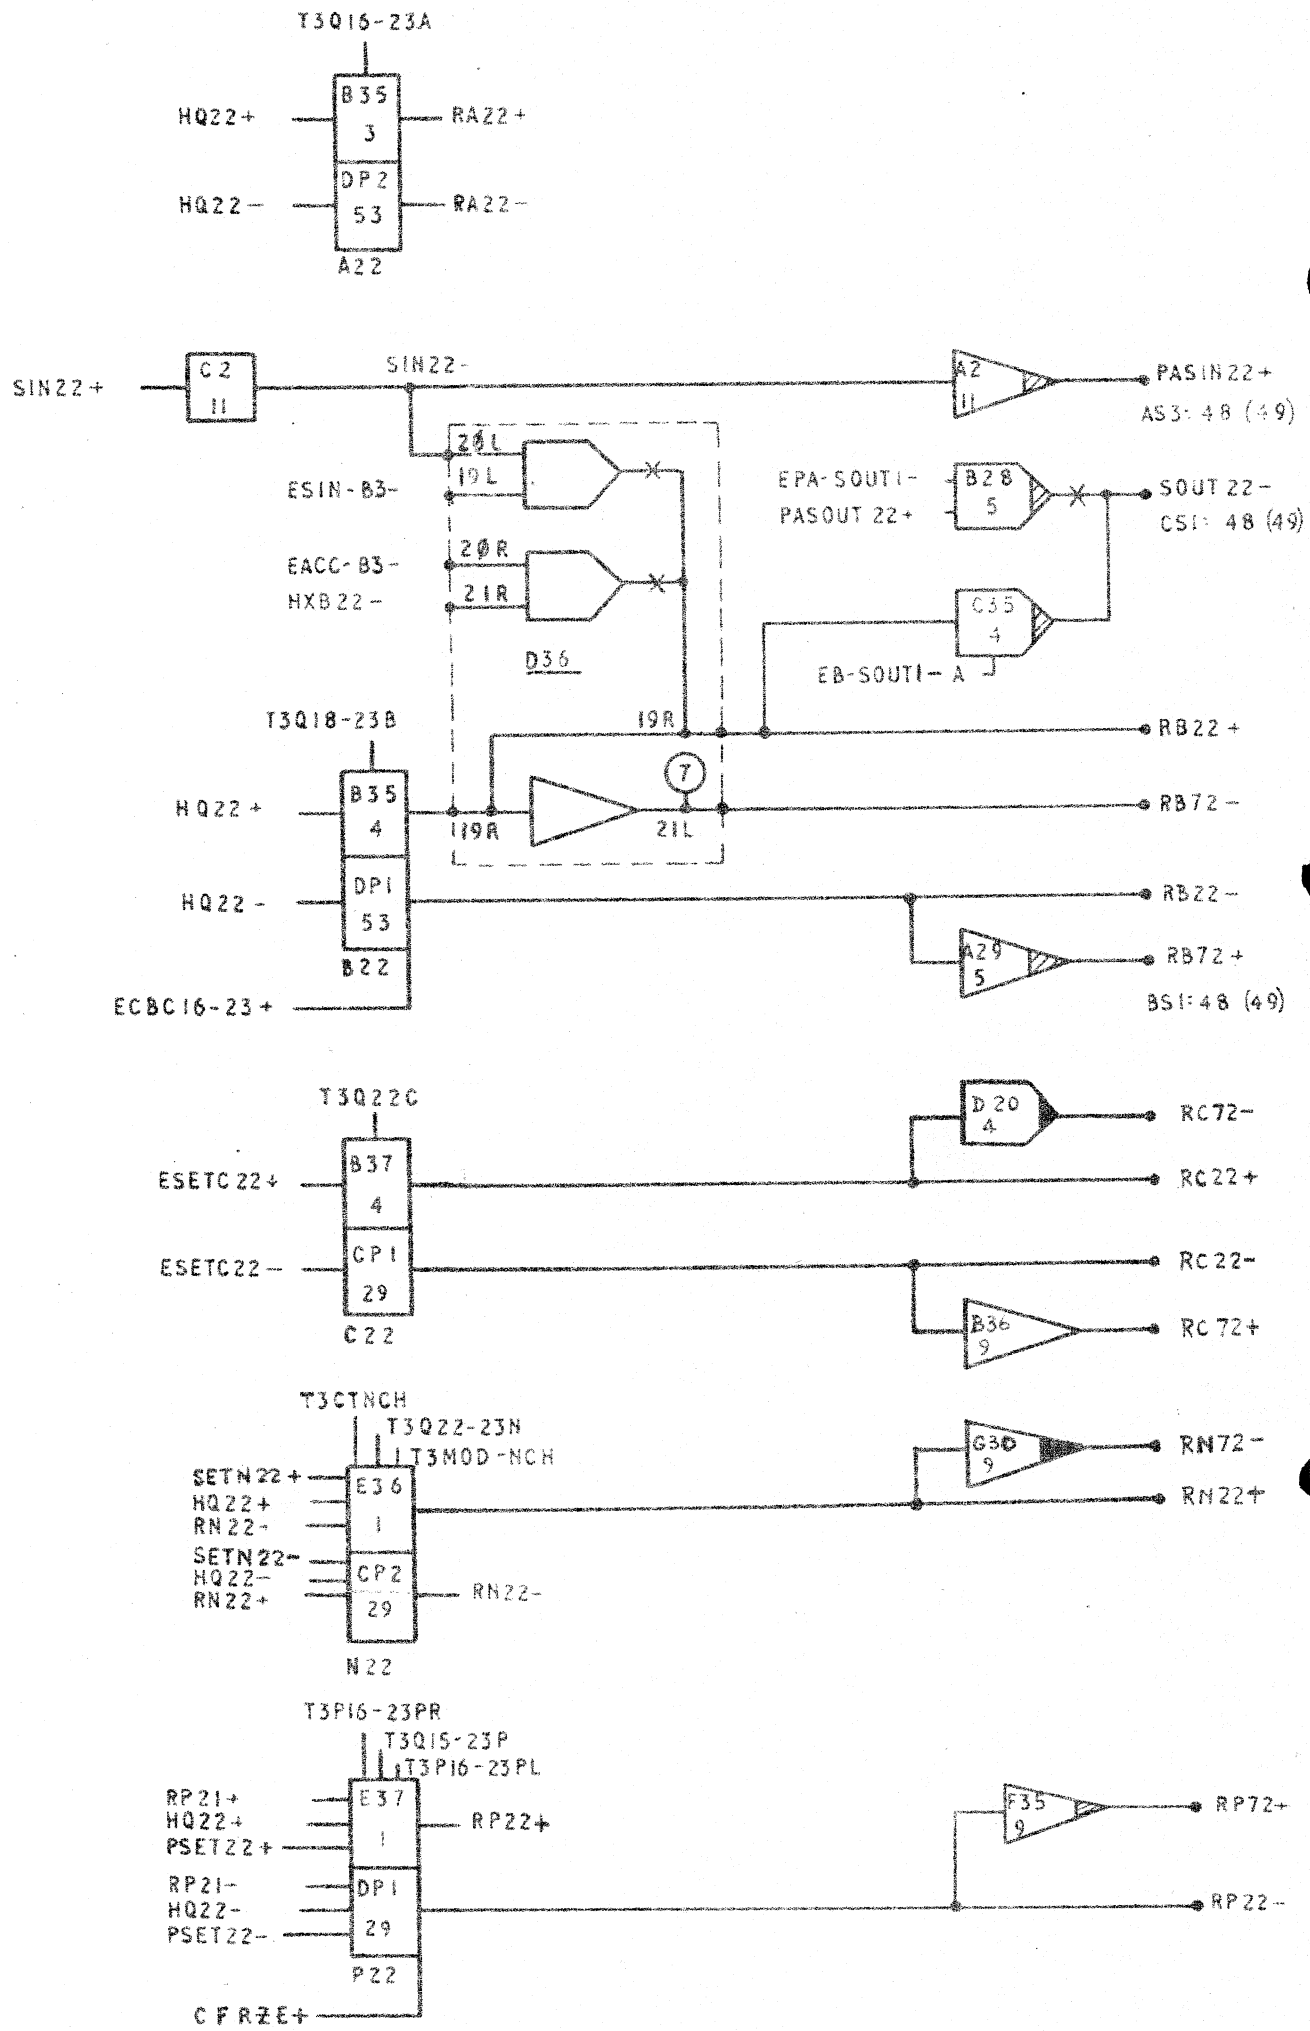 T3Q16-23A
B35
HQ22+
RA22+
3
DP2
HQ22-
RA22-
53
A22
C2
SIN22-
A2
PASIN22+
SIN22+
11
11
AS3: 48 (49)
20L
19L
EPA-SOUT1-
B28
ESIN-B3-
SOUT 22-
PASOUT 22+
5
CS1: 48 (49)
20R
EACC-B3-
HXB22-
21R
C35
4
D36
EB-SOUT1- A
T3Q18-23B
19R
RB22+
7
HQ22+
B35
RB72-
4
19R
21L
DP1
HQ22-
RB22-
53
A29
RB72+
B22
5
ECBC16-23+
BS1: 48 (49)
T3Q22C
D20
RC72-
4
B37
ESETC22+
RC22+
4
CP1
ESETC22-
RC22-
29
C22
B36
RC72+
9
T3CTNCH
T3Q22-23N
T3MOD-NCH
G30
RN72-
9
SETN22+
E36
HQ22+
RN22+
RN22-
1
SETN22-
HQ22-
CP2
RN22+
RN22-
29
N22
T3P16-23PR
T3Q15-23P
T3P16-23PL
RP21+
E37
F35
RP72+
HQ22+
RP22+
9
PSET22+
1
RP21-
DP1
HQ22-
RP22-
PSET22-
29
P22
CFRZE+